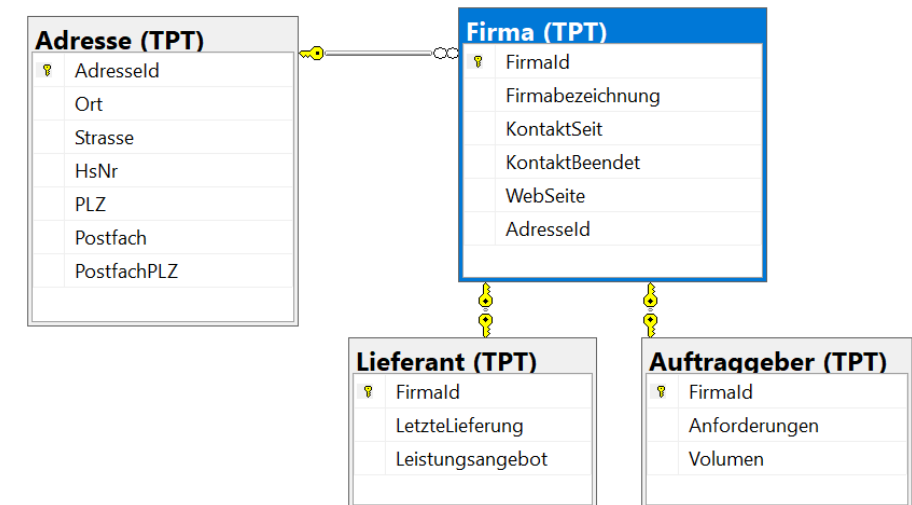 Adresse (TPT)
AdresseId
Ort
Strasse
HsNr
PLZ
Postfach
PostfachPLZ
Firma (TPT)
FirmaId
Firmabezeichnung
KontaktSeit
KontaktBeendet
WebSeite
AdresseId
Lieferant (TPT)
FirmaId
LetzteLieferung
Leistungsangebot
Auftraggeber (TPT)
FirmaId
Anforderungen
Volumen